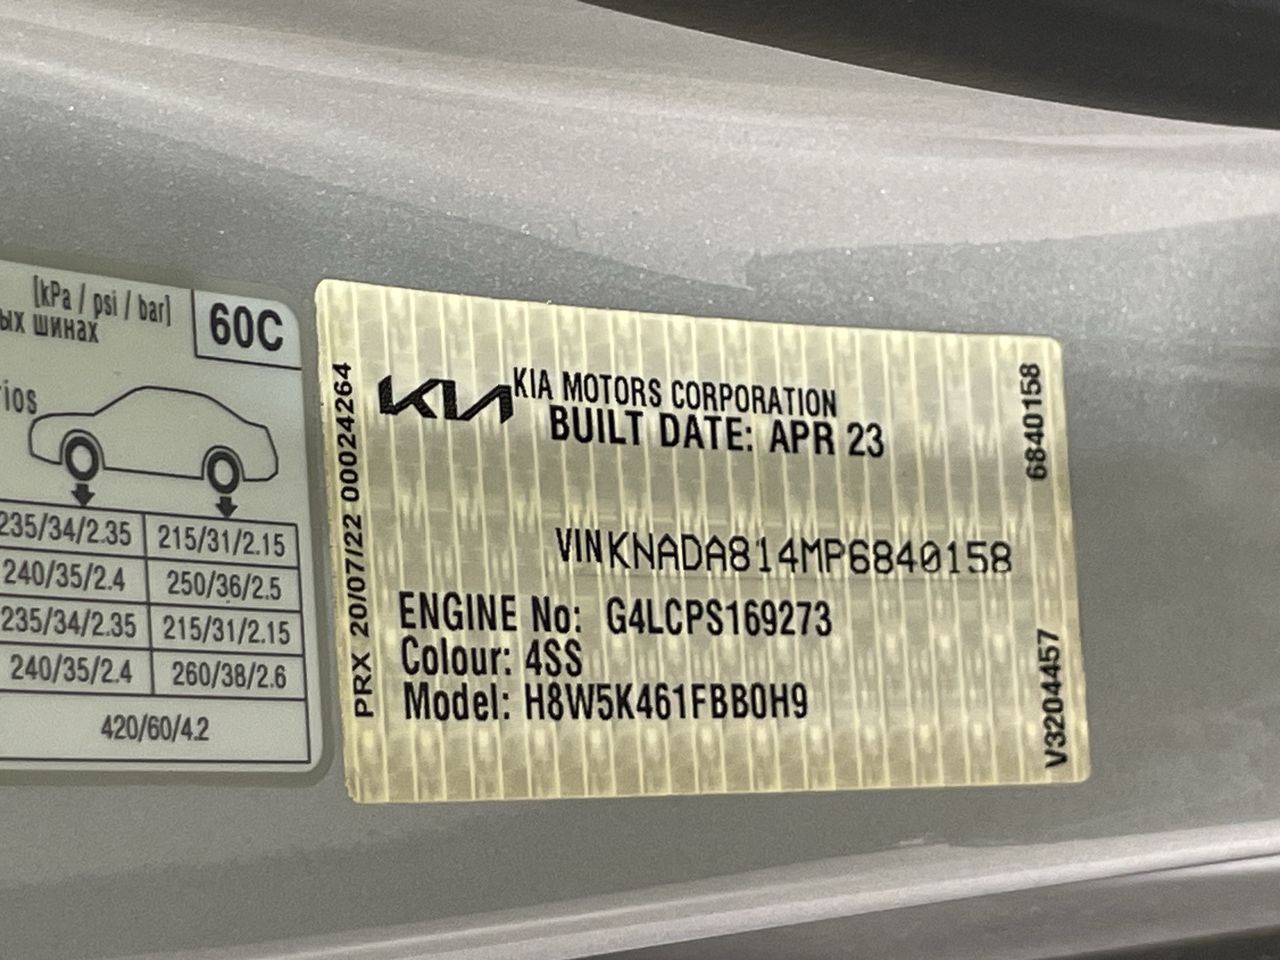 [kPa / psi / bar]
ых шинах
60C
rios
235/34/2.35 215/31/2.15
240/35/2.4 250/36/2.5
235/34/2.35 215/31/2.15
240/35/2.4 260/38/2.6
420/60/4.2
PRX 20/07/22 00024264
KIA KIA MOTORS CORPORATION
BUILT DATE: APR 23
VIN KNADA814MP6840158
ENGINE No: G4LCPS169273
Colour: 4SS
Model: H8W5K461FBB0H9
6840158
V3204457